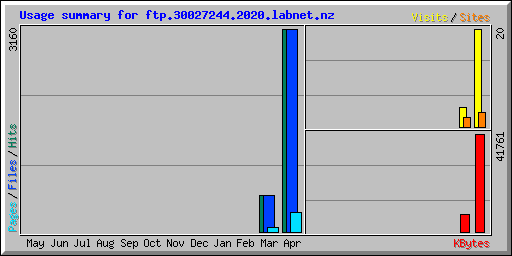 Usage summary for ftp.30027244.2020.labnet.nz
Visits / Sites
3160
20
Pages / Files / Hits
41761
May Jun Jul Aug Sep Oct Nov Dec Jan Feb Mar Apr
KBytes